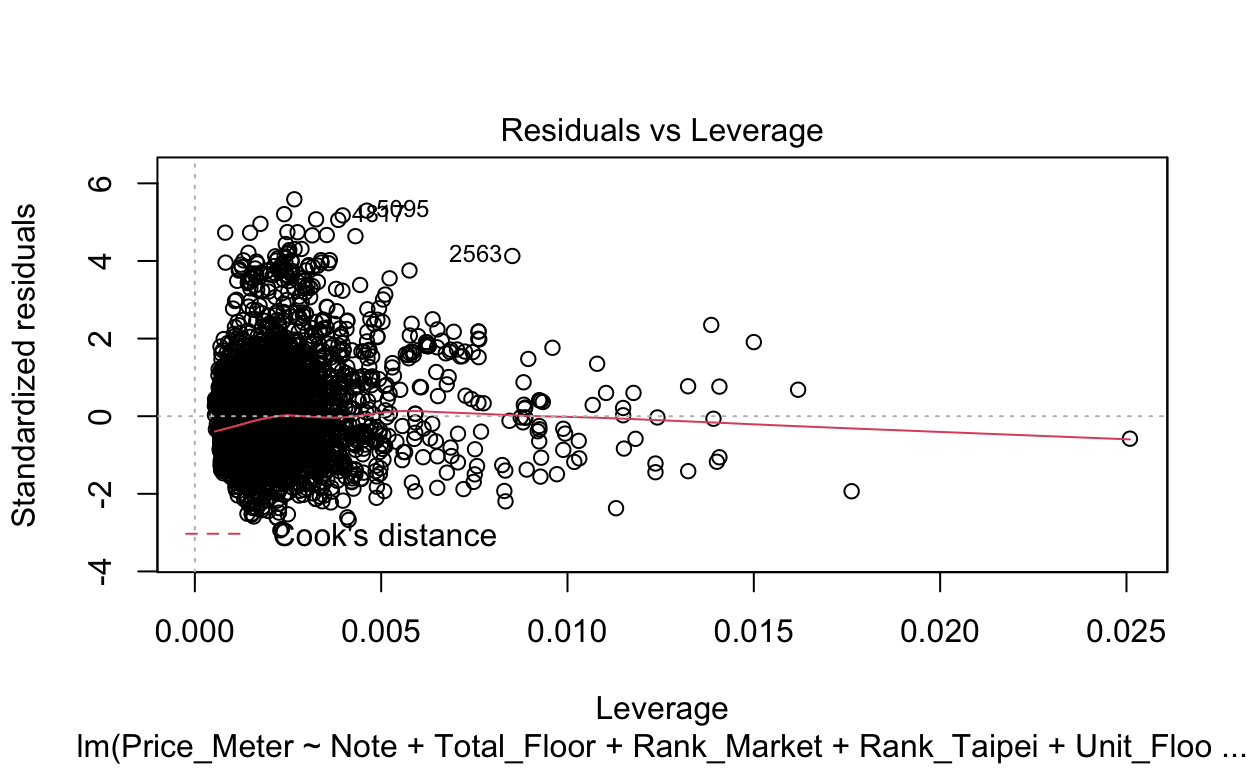 Residuals vs Leverage
Standardized residuals
6
4
2
0
-2
-4
5095
4817
2563
Cook's distance
0.000 0.005 0.010 0.015 0.020 0.025
Leverage
lm(Price_Meter ~ Note + Total_Floor + Rank_Market + Rank_Taipei + Unit_Floo ...